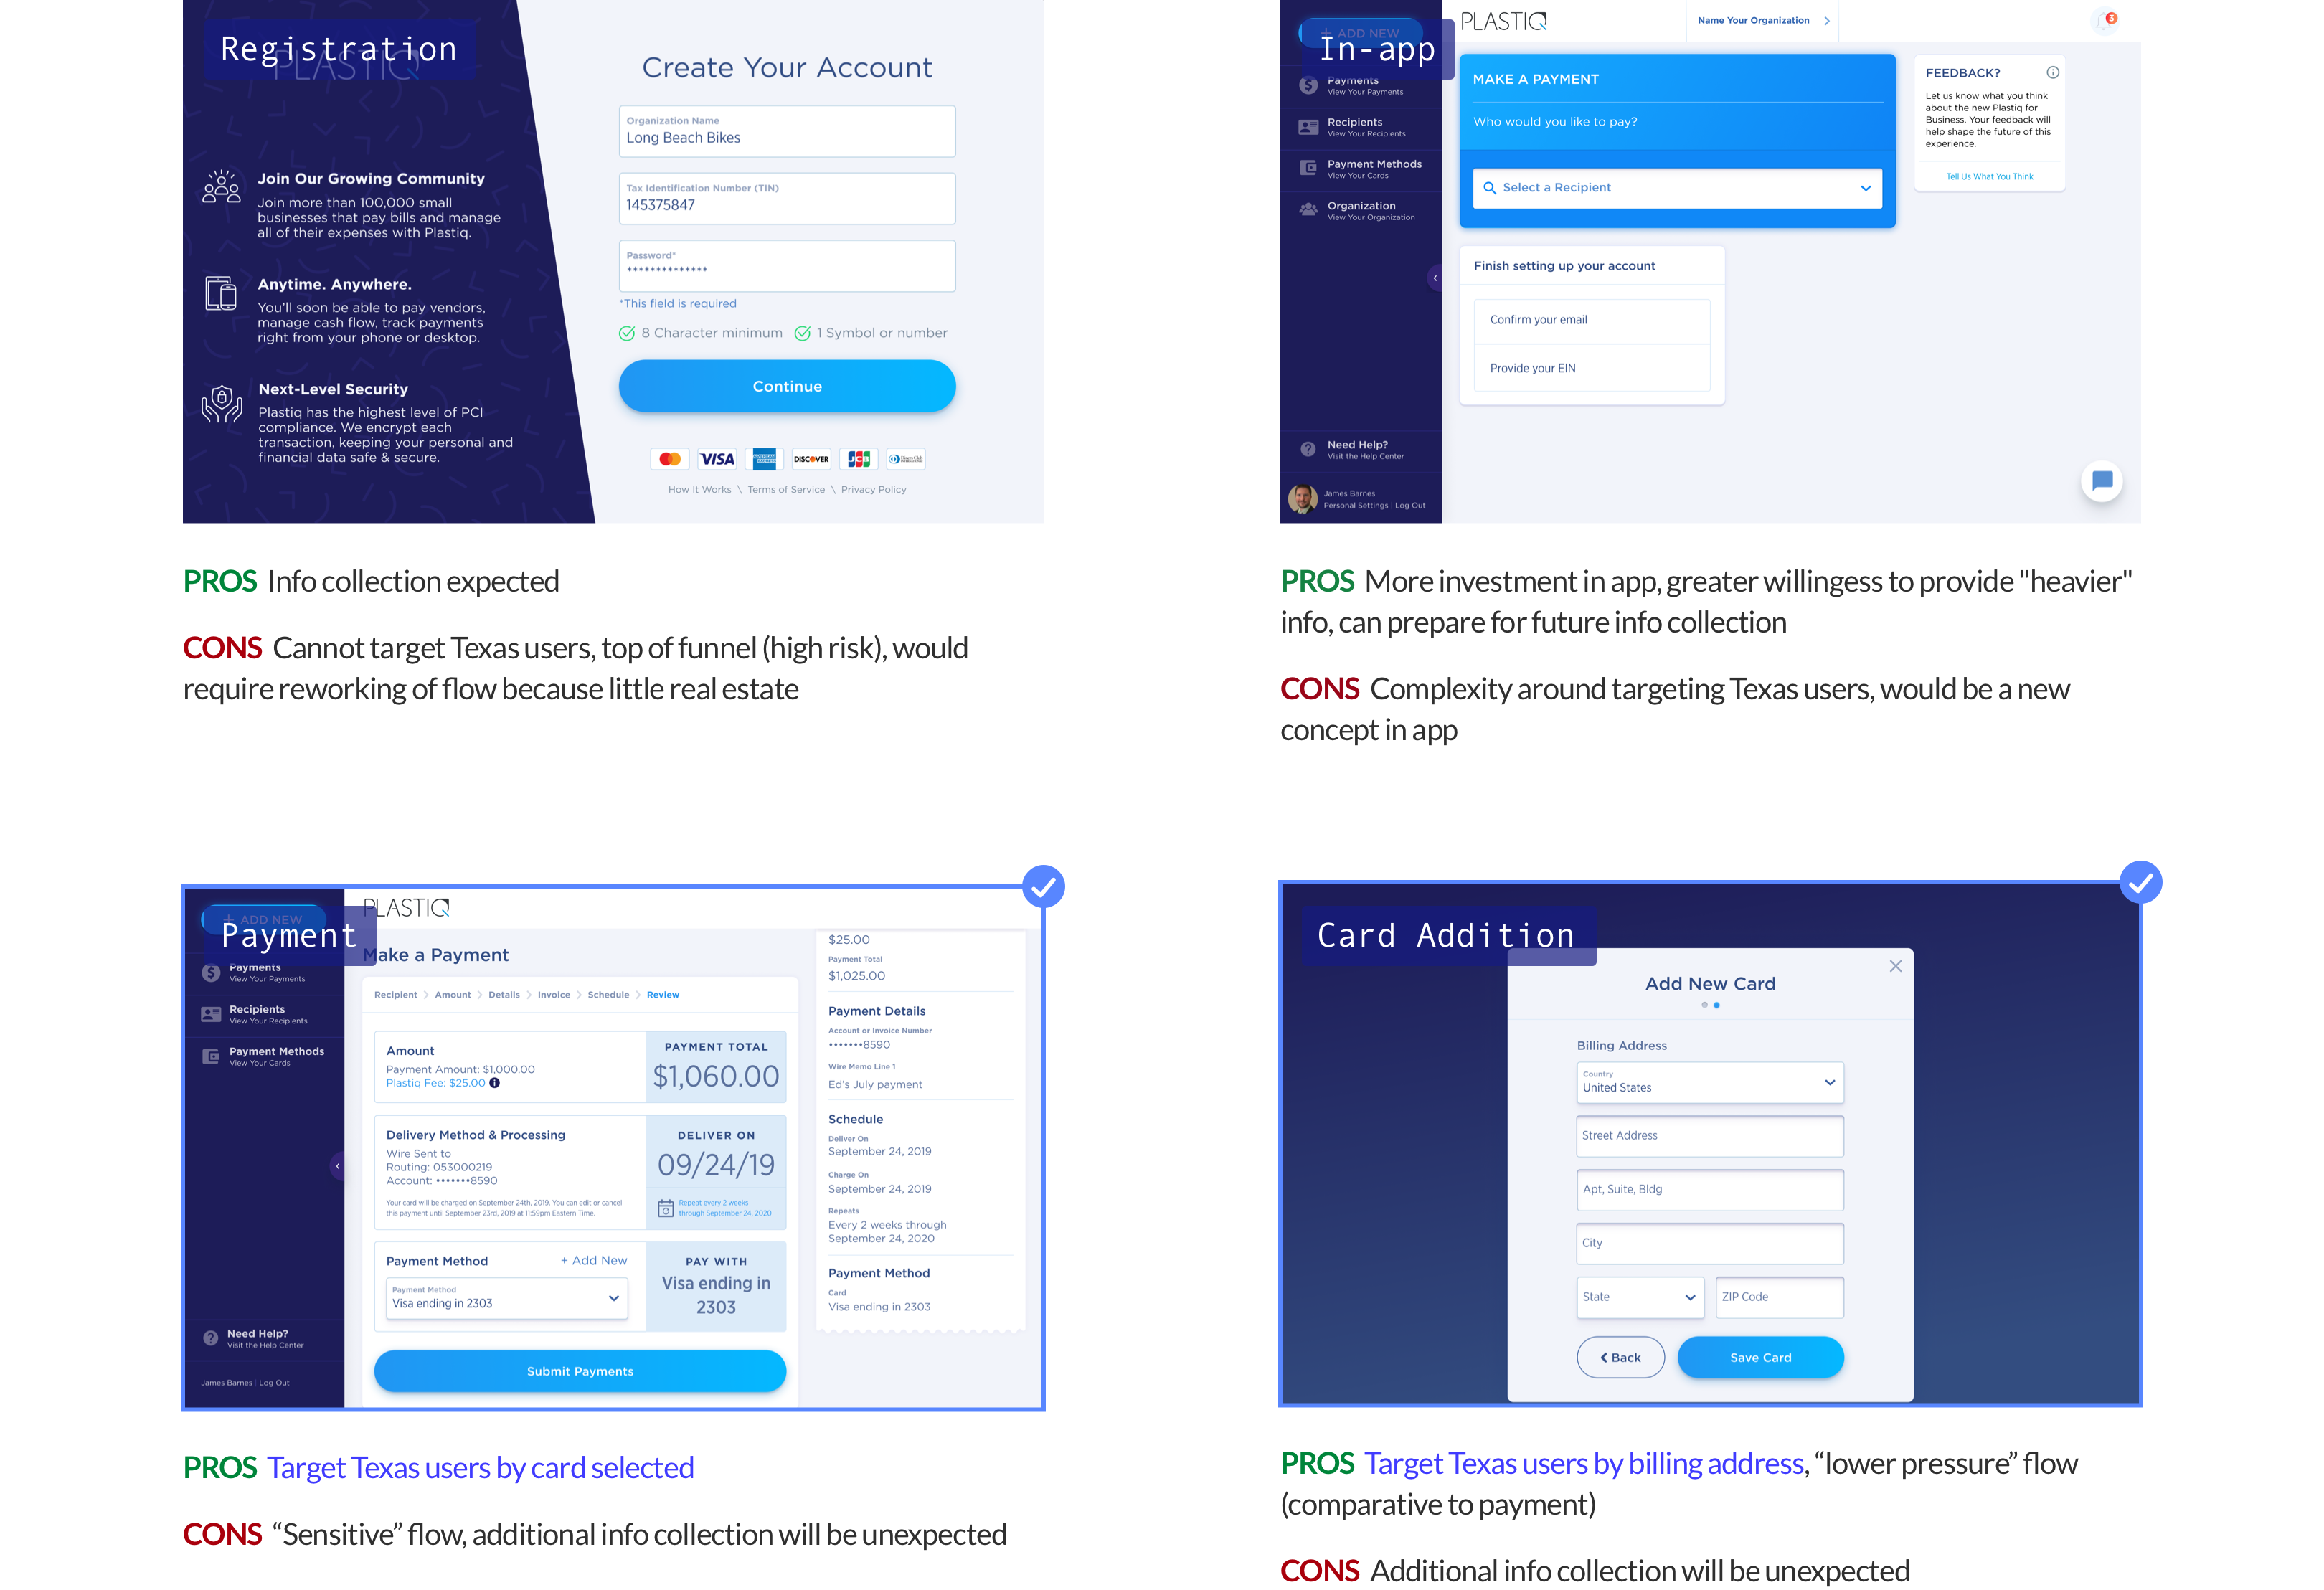 Registration
PLASTIQ
Join Our Growing Community
Join more than 100,000 small
businesses that pay bills and manage
all of their expenses with Plastiq.
Anytime. Anywhere.
You'll soon be able to pay vendors,
manage cash flow, track payments
right from your phone or desktop.
Next-Level Security
Plastiq has the highest level of PCI
compliance. We encrypt each
transaction, keeping your personal and
financial data safe & secure.
Create Your Account
Organization Name
Long Beach Bikes
Tax Identification Number (TIN)
145375847
Password*
**************
*This field is required
8 Character minimum 1 Symbol or number
Continue
VISA
DISCOVER
JCB
Diners Club
How It Works \ Terms of Service \ Privacy Policy
PROS Info collection expected
CONS Cannot target Texas users, top of funnel (high risk), would
require reworking of flow because little real estate
In-app
+ ADD NEW
Payments
View Your Payments
Recipients
View Your Recipients
Payment Methods
View Your Cards
Organization
View Your Organization
Need Help?
Visit the Help Center
James Barnes
Personal Settings | Log Out
PLASTIQ
Name Your Organization
3
MAKE A PAYMENT
Who would you like to pay?
Select a Recipient
Finish setting up your account
Confirm your email
Provide your EIN
FEEDBACK?
Let us know what you think
about the new Plastiq for
Business. Your feedback will
help shape the future of this
experience.
Tell Us What You Think
PROS More investment in app, greater willingess to provide "heavier"
info, can prepare for future info collection
CONS Complexity around targeting Texas users, would be a new
concept in app
Payment
+ ADD NEW
Payments
View Your Payments
Recipients
View Your Recipients
Payment Methods
View Your Cards
Need Help?
Visit the Help Center
James Barnes | Log Out
PLASTIQ
Make a Payment
Recipient > Amount > Details > Invoice > Schedule > Review
Amount
Payment Amount: $1,000.00
Plastiq Fee: $25.00
PAYMENT TOTAL
$1,060.00
Delivery Method & Processing
Wire Sent to
Routing: 053000219
Account: •••••••8590
Your card will be charged on September 24th, 2019. You can edit or cancel
this payment until September 23rd, 2019 at 11:59pm Eastern Time.
DELIVER ON
09/24/19
Repeat every 2 weeks
through September 24, 2020
Payment Method + Add New
Payment Method
Visa ending in 2303
PAY WITH
Visa ending in
2303
Submit Payments
$25.00
Payment Total
$1,025.00
Payment Details
Account or Invoice Number
•••••••8590
Wire Memo Line 1
Ed's July payment
Schedule
Deliver On
September 24, 2019
Charge On
September 24, 2019
Repeats
Every 2 weeks through
September 24, 2020
Payment Method
Card
Visa ending in 2303
PROS Target Texas users by card selected
CONS “Sensitive” flow, additional info collection will be unexpected
Card Addition
Add New Card
Billing Address
Country
United States
Street Address
Apt, Suite, Bldg
City
State
ZIP Code
Back
Save Card
PROS Target Texas users by billing address, “lower pressure” flow
(comparative to payment)
CONS Additional info collection will be unexpected